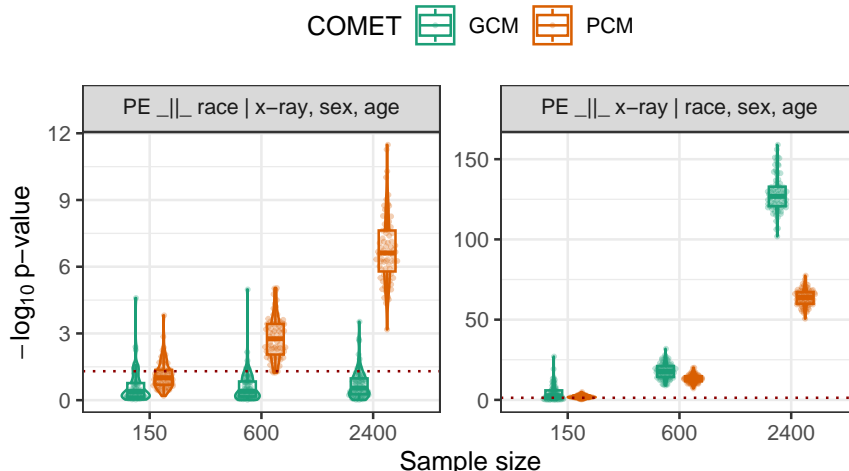 COMET GCM PCM
PE _||_ race | x−ray, sex, age
PE _||_ x−ray | race, sex, age
− log10 p−value
12
9
6
3
0
150
100
50
0
150 600 2400
150 600 2400
Sample size